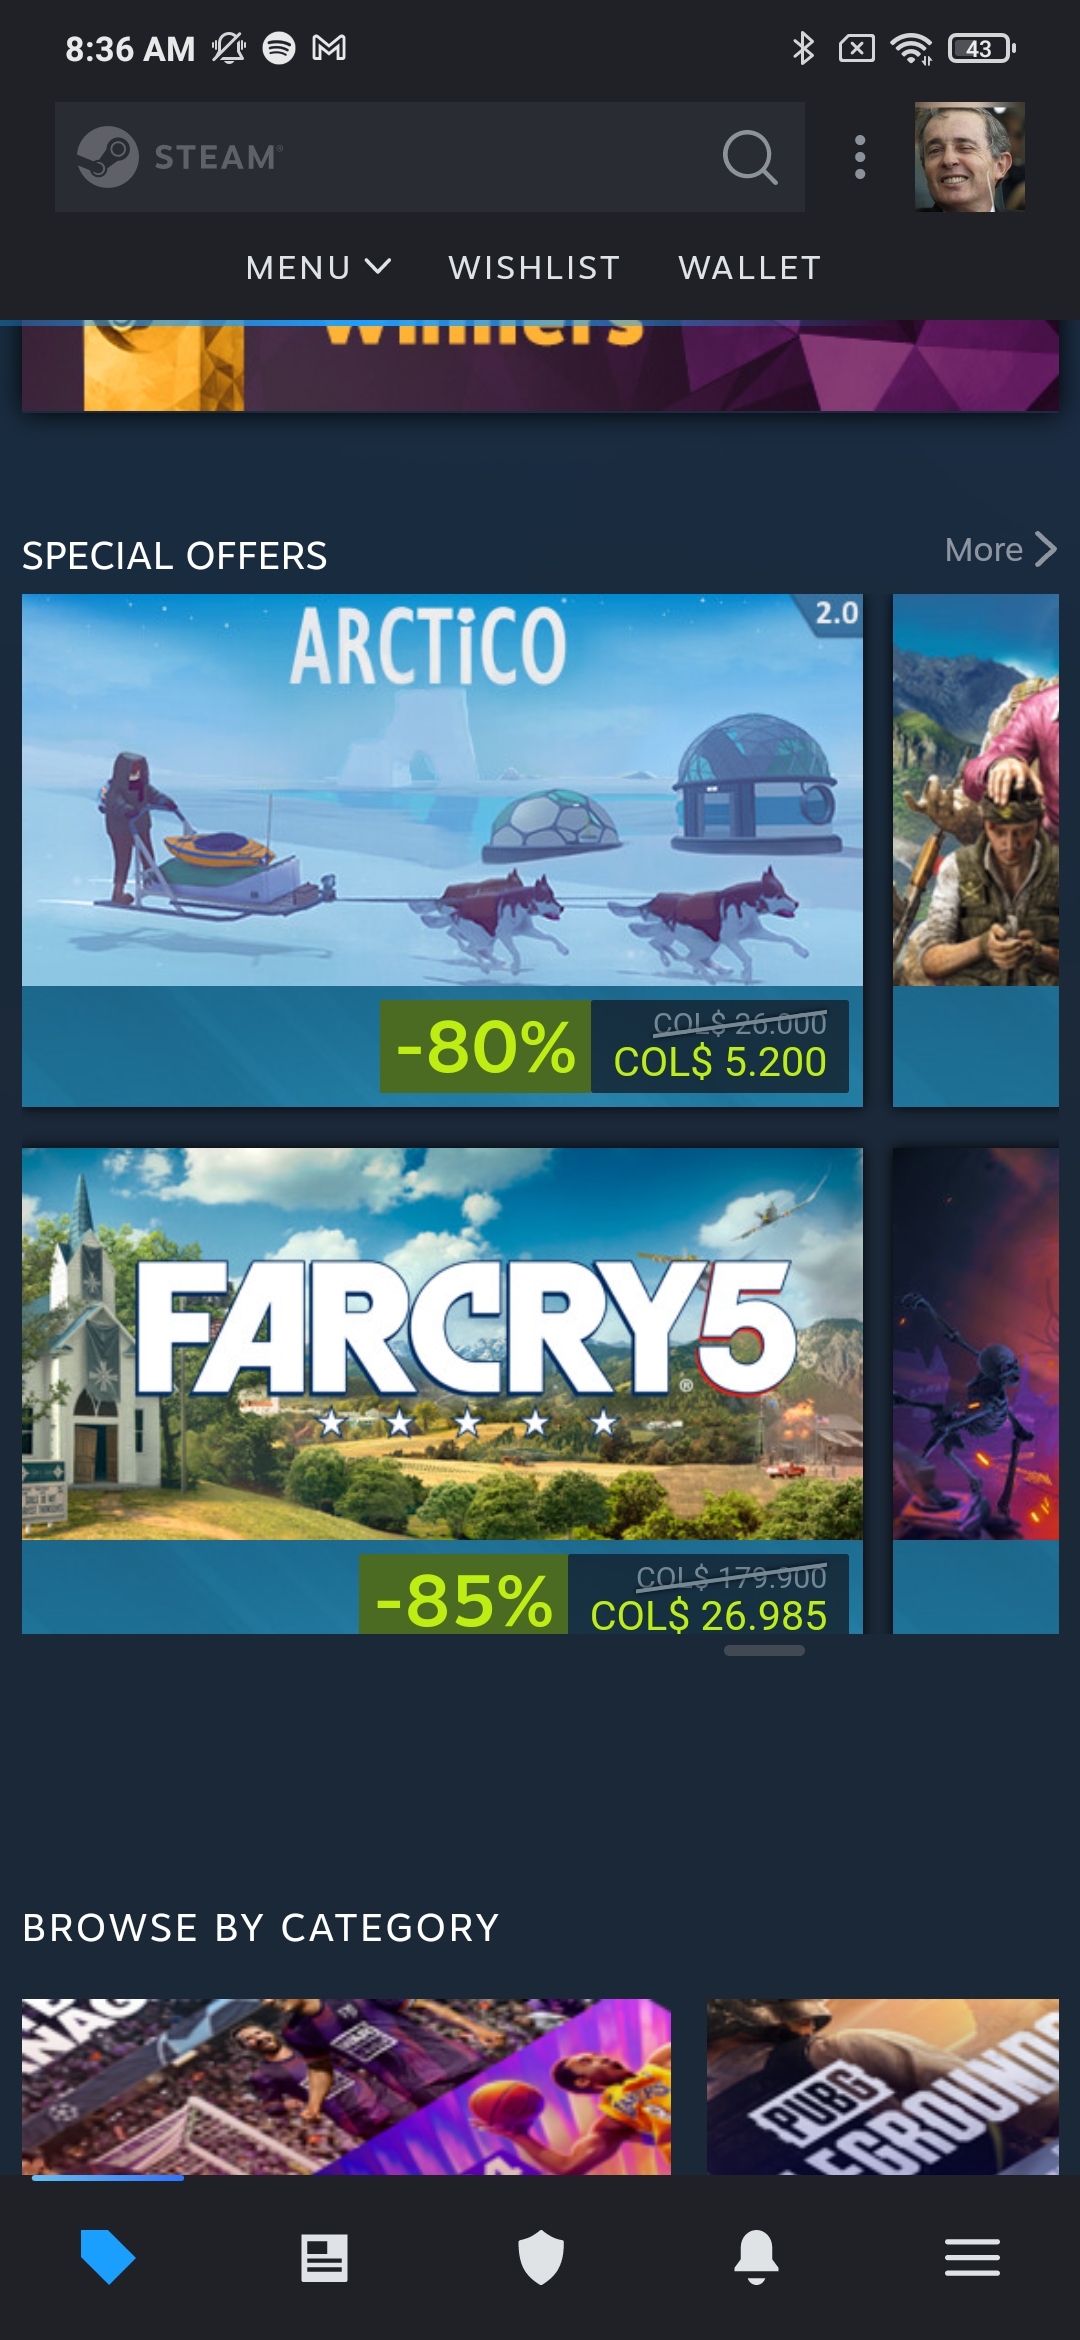 8:36 AM
43
STEAM®
MENU WISHLIST WALLET
Winners
SPECIAL OFFERS
More
ARCTiCO
2.0
-80%
COL$ 26.000
COL$ 5.200
FARCRY5
®
-85%
COL$ 179.900
COL$ 26.985
BROWSE BY CATEGORY
PUBG